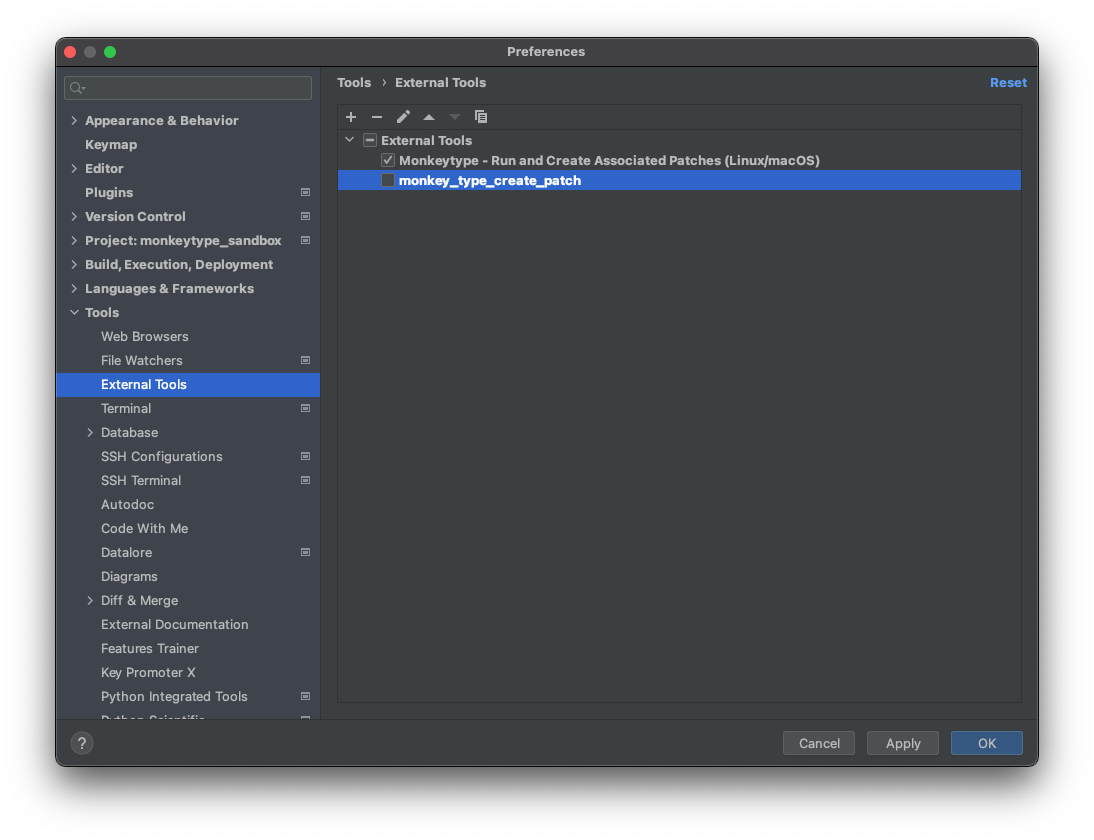 Preferences
Appearance & Behavior
Keymap
Editor
Plugins
Version Control
Project: monkeytype_sandbox
Build, Execution, Deployment
Languages & Frameworks
Tools
Web Browsers
File Watchers
External Tools
Terminal
Database
SSH Configurations
SSH Terminal
Autodoc
Code With Me
Datalore
Diagrams
Diff & Merge
External Documentation
Features Trainer
Key Promoter X
Python Integrated Tools
Python Scientific
Tools › External Tools
Reset
External Tools
Monkeytype - Run and Create Associated Patches (Linux/macOS)
monkey_type_create_patch
?
Cancel
Apply
OK